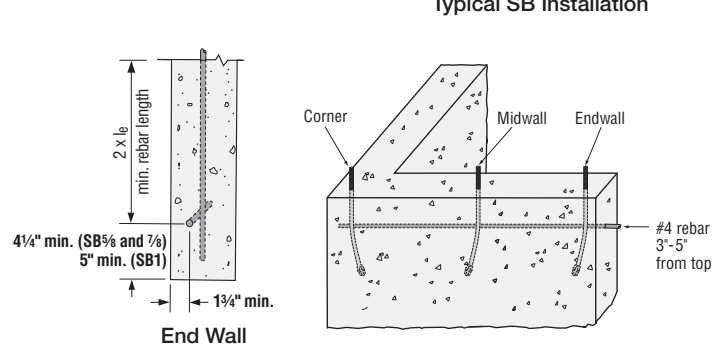 Typical SB Installation
2 x le
min. rebar length
4¼" min. (SB⅝ and ⅞)
5" min. (SB1)
1¾" min.
End Wall
Corner
Midwall
Endwall
#4 rebar
3"-5"
from top